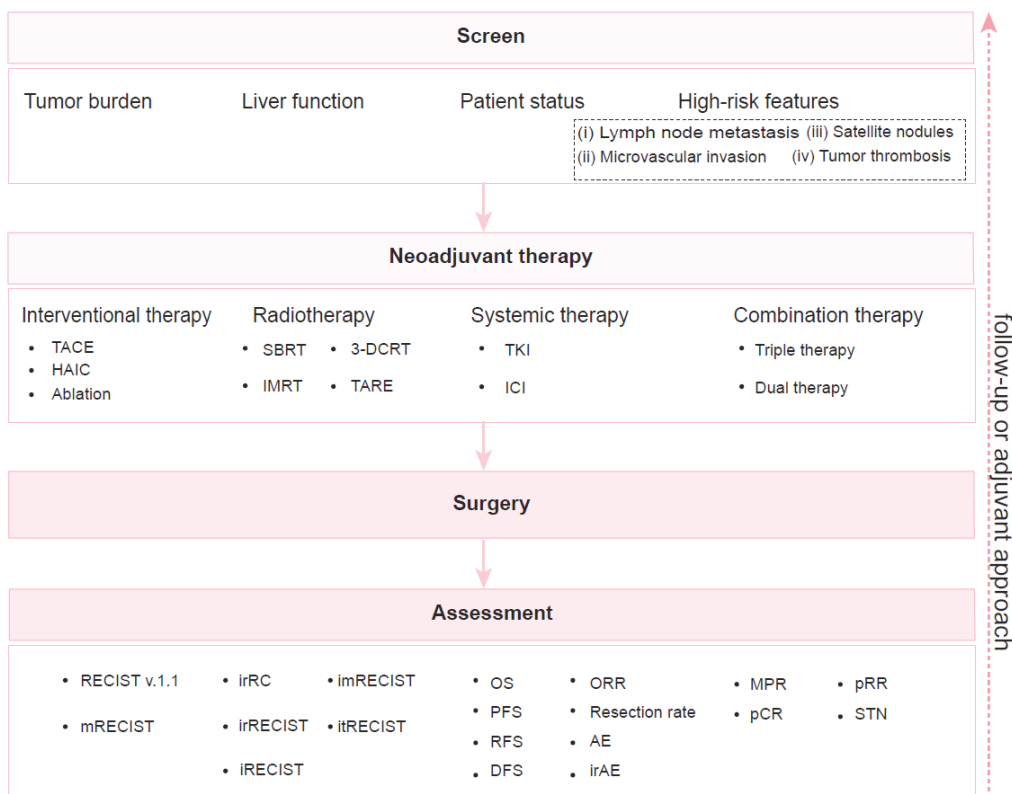 Screen
Tumor burden
Liver function
Patient status
High-risk features
(i) Lymph node metastasis (iii) Satellite nodules
(ii) Microvascular invasion (iv) Tumor thrombosis
Neoadjuvant therapy
Interventional therapy
• TACE
• HAIC
• Ablation
Radiotherapy
• SBRT • 3-DCRT
• IMRT • TARE
Systemic therapy
• TKI
• ICI
Combination therapy
• Triple therapy
• Dual therapy
Surgery
Assessment
• RECIST v.1.1
• mRECIST
• irRC • imRECIST
• irRECIST • itRECIST
• iRECIST
• OS • ORR
• PFS • Resection rate
• RFS • AE
• DFS • irAE
• MPR • pRR
• pCR • STN
follow-up or adjuvant approach